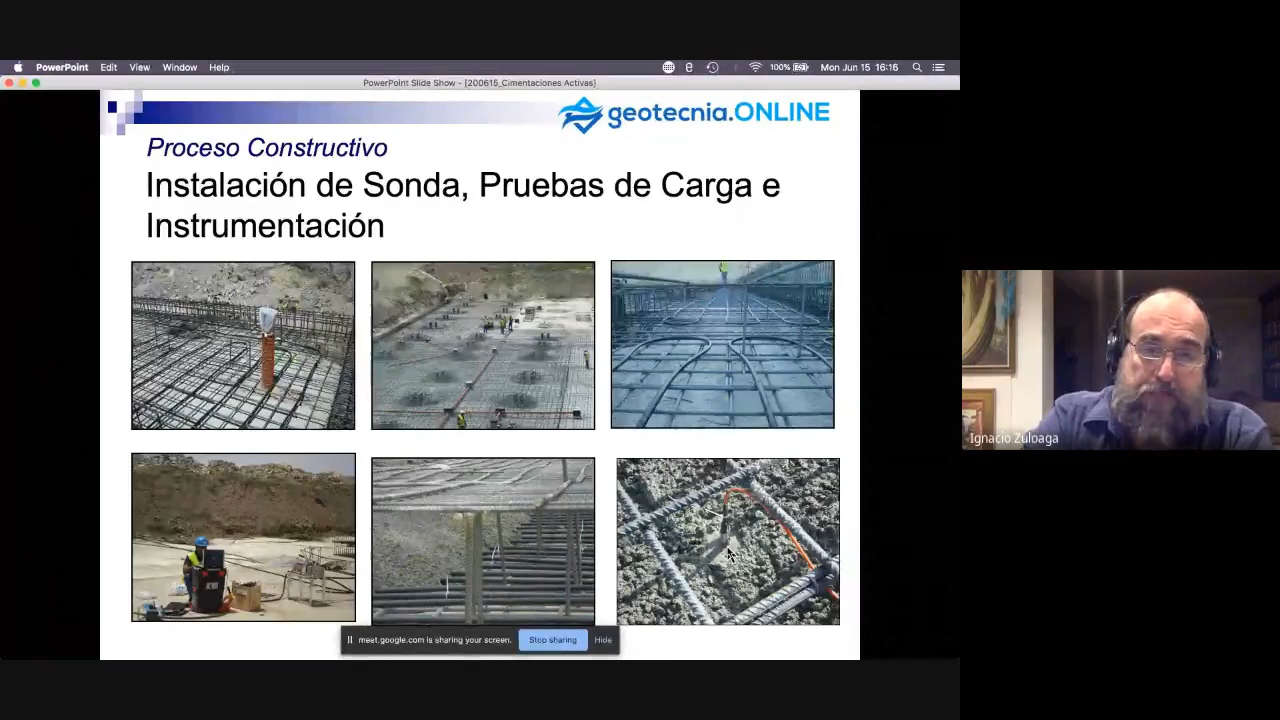 PowerPoint Edit View Window Help 100% Mon Jun 15 16:16
PowerPoint Slide Show - [200615_Cimentaciones Activas]
geotecnia.ONLINE
Proceso Constructivo
Instalación de Sonda, Pruebas de Carga e
Instrumentación
Ignacio Zuloaga
meet.google.com is sharing your screen. Stop sharing Hide